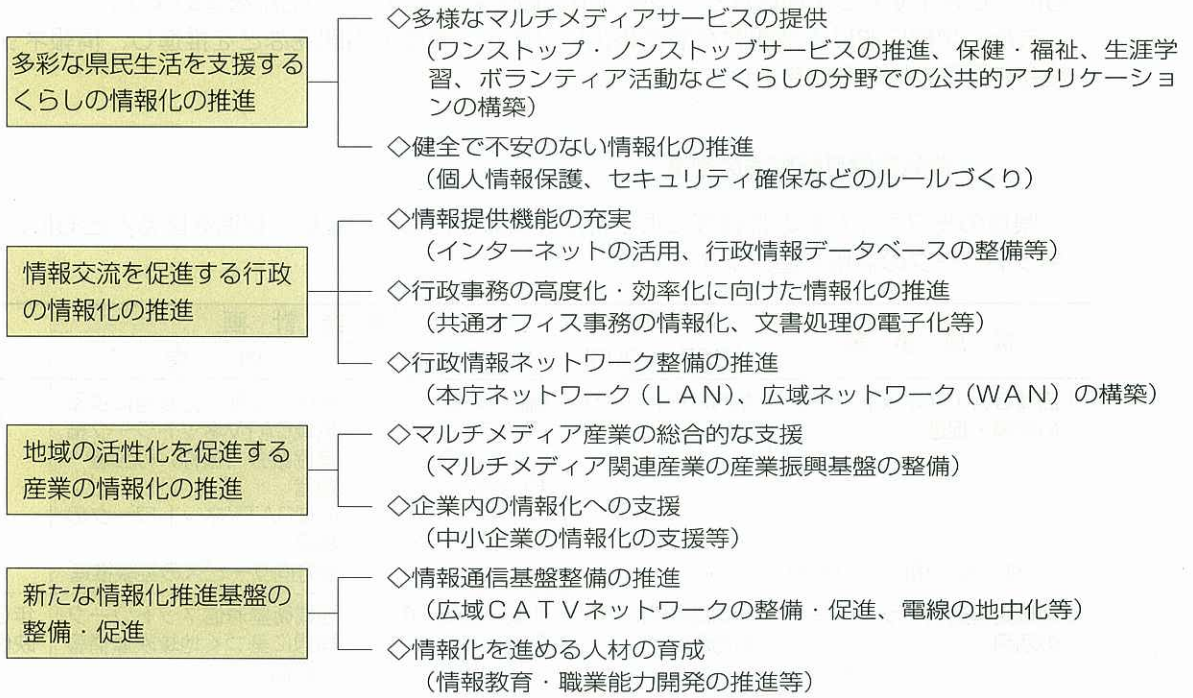 多彩な県民生活を支援する
くらしの情報化の推進
◇多様なマルチメディアサービスの提供
(ワンストップ・ノンストップサービスの推進、保健・福祉、生涯学
習、ボランティア活動などくらしの分野での公共的アプリケーショ
ンの構築)
◇健全で不安のない情報化の推進
(個人情報保護、セキュリティ確保などのルールづくり)
情報交流を促進する行政
の情報化の推進
◇情報提供機能の充実
(インターネットの活用、行政情報データベースの整備等)
◇行政事務の高度化・効率化に向けた情報化の推進
(共通オフィス事務の情報化、文書処理の電子化等)
◇行政情報ネットワーク整備の推進
(本庁ネットワーク(LAN)、広域ネットワーク(WAN)の構築)
地域の活性化を促進する
産業の情報化の推進
◇マルチメディア産業の総合的な支援
(マルチメディア関連産業の産業振興基盤の整備)
◇企業内の情報化への支援
(中小企業の情報化の支援等)
新たな情報化推進基盤の
整備・促進
◇情報通信基盤整備の推進
(広域CATVネットワークの整備・促進、電線の地中化等)
◇情報化を進める人材の育成
(情報教育・職業能力開発の推進等)